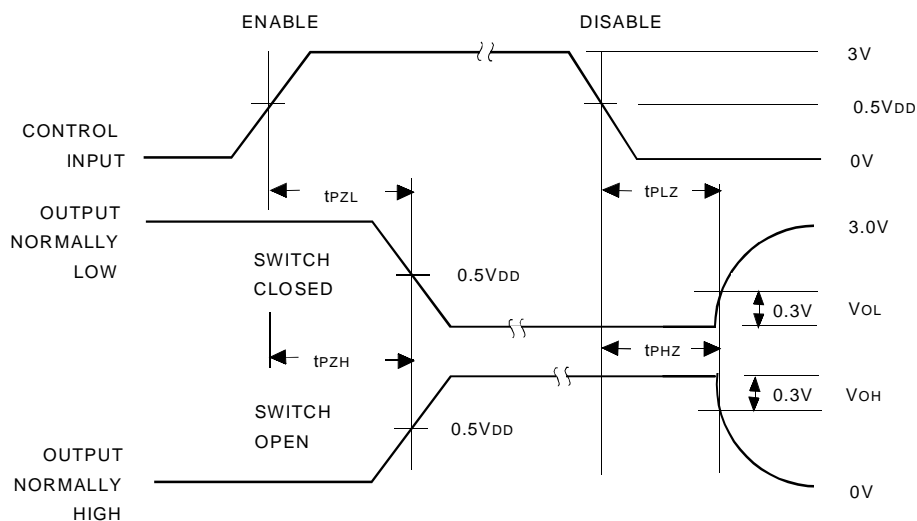 ENABLE
DISABLE
3V
0.5VDD
CONTROL
INPUT
0V
tPZL
tPLZ
OUTPUT
NORMALLY
LOW
3.0V
SWITCH
CLOSED
0.5VDD
0.3V
VOL
tPZH
tPHZ
0.3V
VOH
SWITCH
OPEN
0.5VDD
OUTPUT
NORMALLY
HIGH
0V